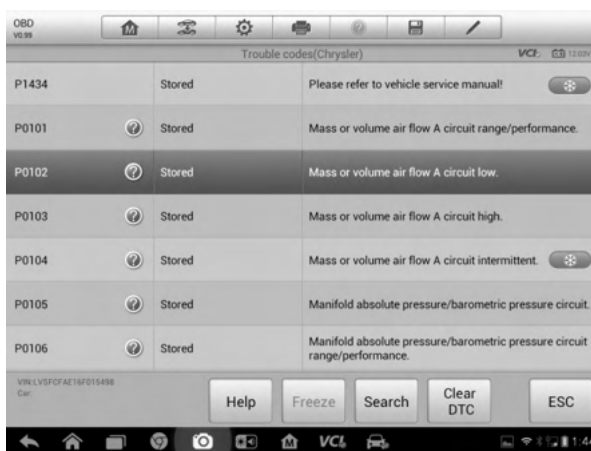 OBD
V0.99
Trouble codes(Chrysler)
VCI
P1434 Stored Please refer to vehicle service manual!
P0101 Stored Mass or volume air flow A circuit range/performance.
P0102 Stored Mass or volume air flow A circuit low.
P0103 Stored Mass or volume air flow A circuit high.
P0104 Stored Mass or volume air flow A circuit intermittent.
P0105 Stored Manifold absolute pressure/barometric pressure circuit.
P0106 Stored Manifold absolute pressure/barometric pressure circuit
range/performance.
VIN:LVSFCFAE16F015498
Car:
Help Freeze Search Clear
DTC ESC
VCI